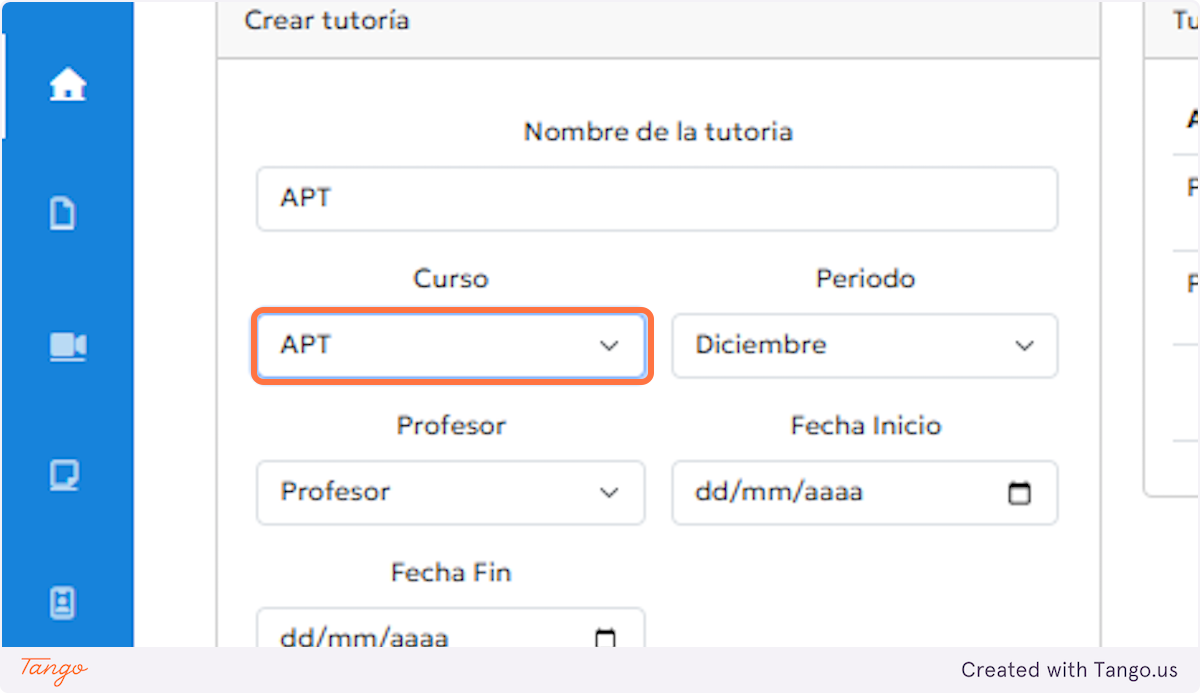 Crear tutoría
Nombre de la tutoria
APT
Curso
Periodo
APT
Diciembre
Profesor
Fecha Inicio
Profesor
dd/mm/aaaa
Fecha Fin
dd/mm/aaaa
Tango
Created with Tango.us